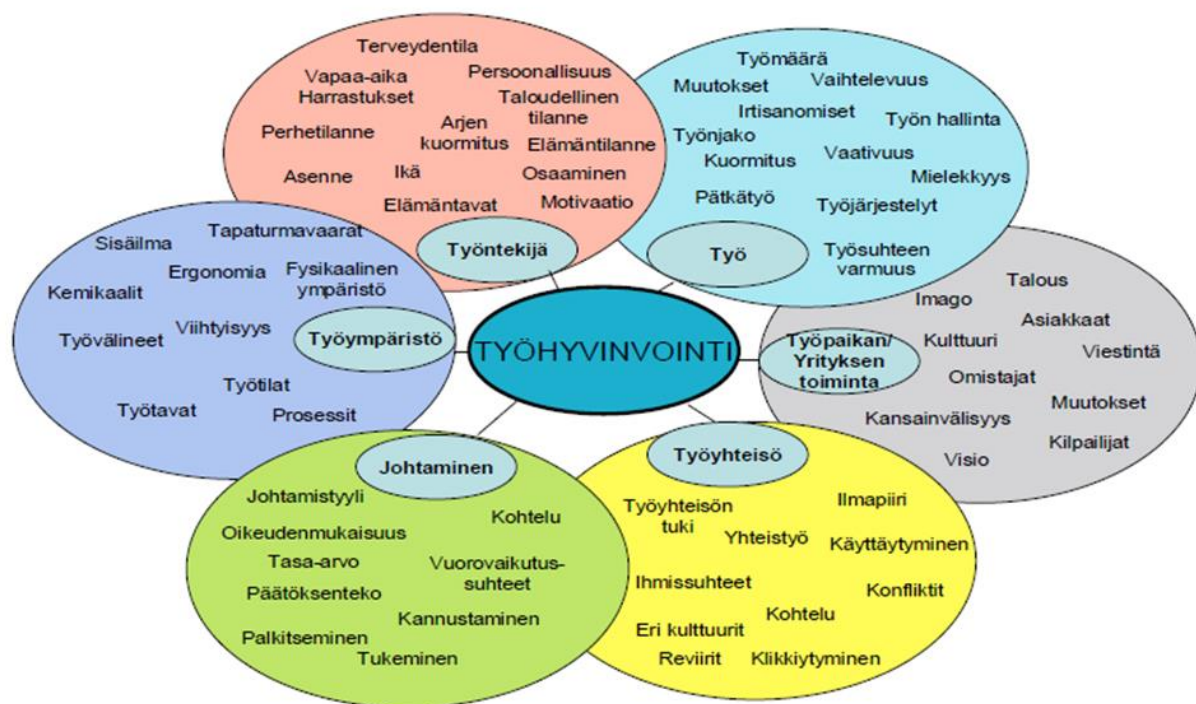 Terveydentila
Vapaa-aika
Harrastukset
Persoonallisuus
Taloudellinen
tilanne
Perhetilanne
Arjen
kuormitus
Elämäntilanne
Asenne
Ikä
Osaaminen
Elämäntavat
Motivaatio
Työntekijä
Työmäärä
Muutokset
Vaihtelevuus
Irtisanomiset
Työn hallinta
Työnjako
Kuormitus
Vaativuus
Mielekkyys
Pätkätyö
Työjärjestelyt
Työ
Työsuhteen
varmuus
Sisäilma
Tapaturmavaarat
Ergonomia
Fysikaalinen
ympäristö
Kemikaalit
Työvälineet
Viihtyisyys
Työympäristö
Työtilat
Työtavat
Prosessit
TYÖHYVINVOINTI
Talous
Imago
Asiakkaat
Kulttuuri
Viestintä
Työpaikan/
Yrityksen
toiminta
Omistajat
Muutokset
Kansainvälisyys
Kilpailijat
Visio
Johtaminen
Johtamistyyli
Kohtelu
Oikeudenmukaisuus
Tasa-arvo
Vuorovaikutus-
suhteet
Päätöksenteko
Kannustaminen
Palkitseminen
Tukeminen
Työyhteisö
Työyhteisön
tuki
Ilmapiiri
Yhteistyö
Käyttäytyminen
Ihmissuhteet
Konfliktit
Kohtelu
Eri kulttuurit
Reviirit
Klikkiytyminen